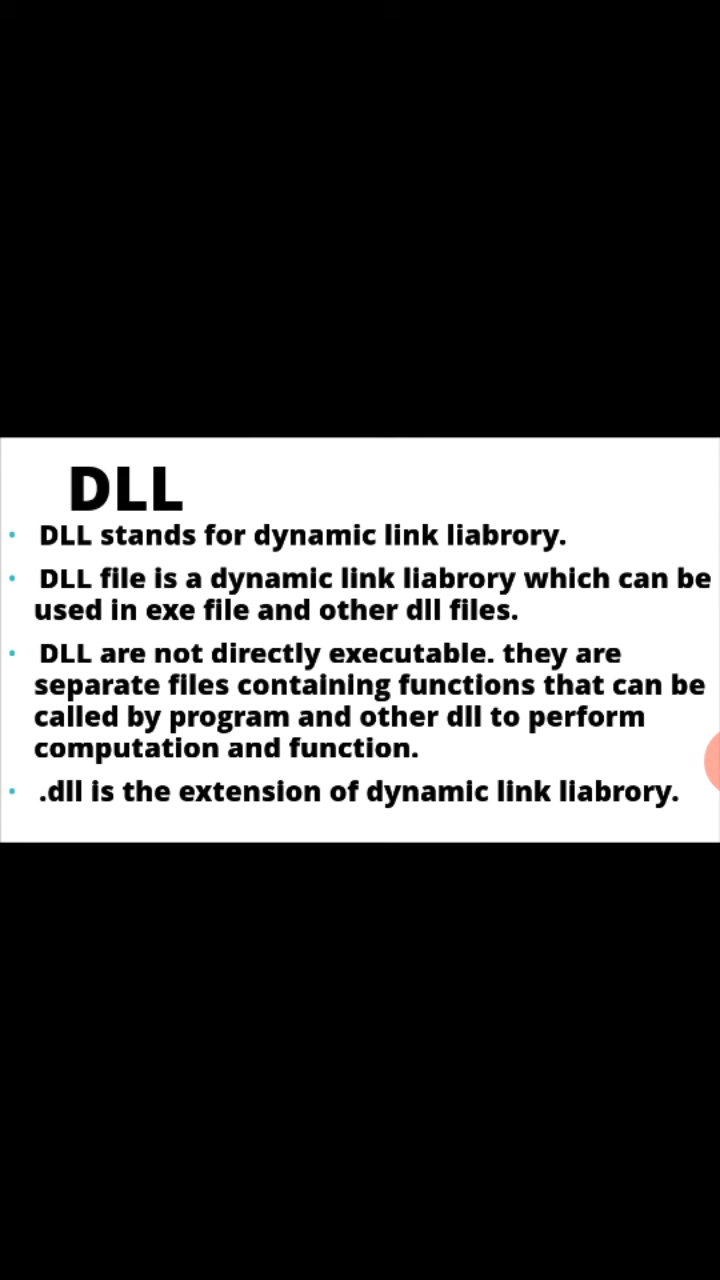 DLL
• DLL stands for dynamic link liabrory.
• DLL file is a dynamic link liabrory which can be
used in exe file and other dll files.
• DLL are not directly executable. they are
separate files containing functions that can be
called by program and other dll to perform
computation and function.
• .dll is the extension of dynamic link liabrory.